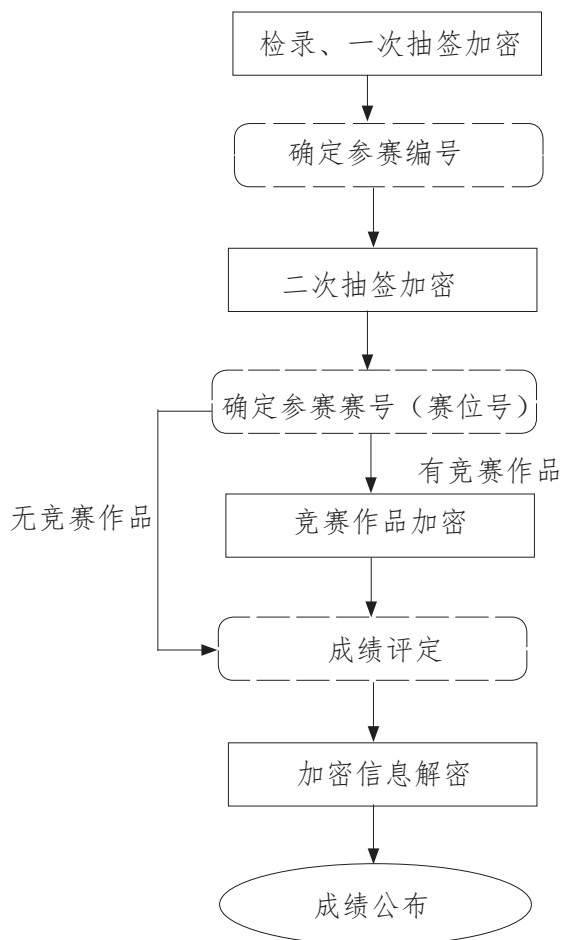 检录、一次抽签加密
确定参赛编号
二次抽签加密
确定参赛赛号（赛位号）
有竞赛作品
无竞赛作品
竞赛作品加密
成绩评定
加密信息解密
成绩公布